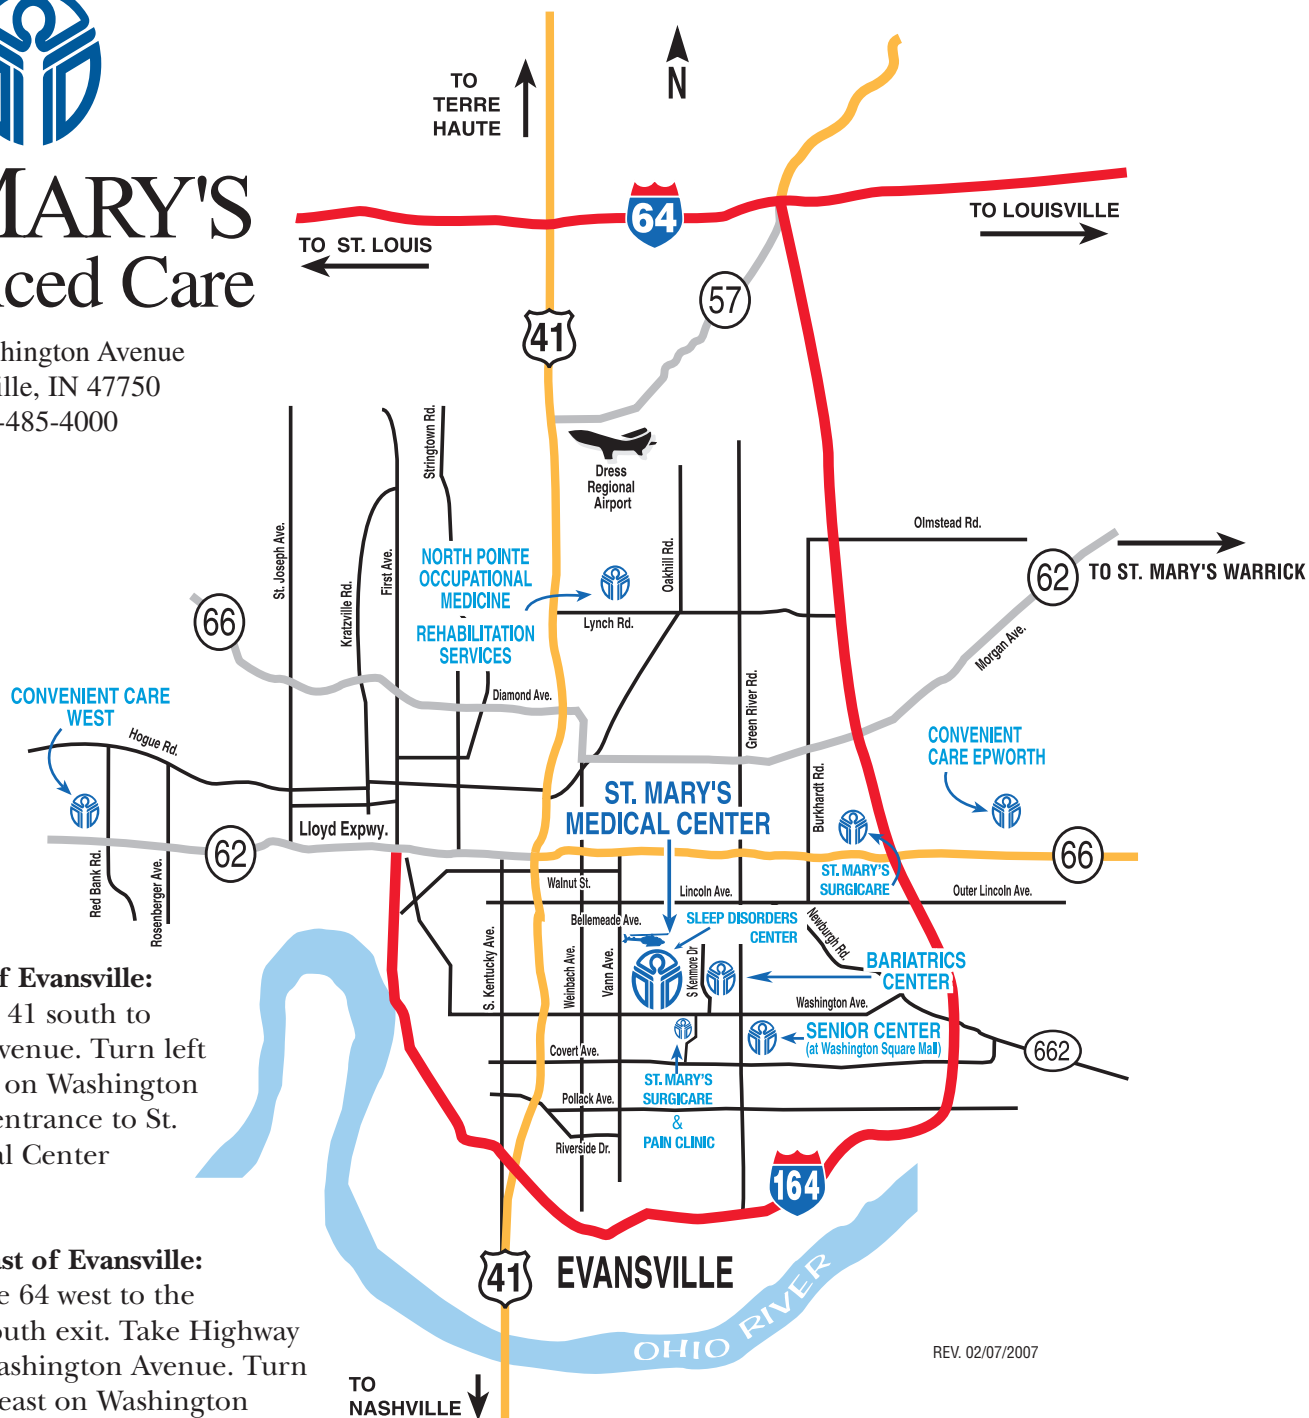 MARY'S
ced Care
hington Avenue
ille, IN 47750
-485-4000
TO
TERRE
HAUTE
N
64
TO ST. LOUIS
TO LOUISVILLE
57
41
Stringtown Rd.
Dress
Regional
Airport
St. Joseph Ave.
Kratzville Rd.
First Ave.
NORTH POINTE
OCCUPATIONAL
MEDICINE
REHABILITATION
SERVICES
Oakhill Rd.
Olmstead Rd.
62
TO ST. MARY'S WARRICK
66
Lynch Rd.
Morgan Ave.
Green River Rd.
Diamond Ave.
CONVENIENT CARE
WEST
Hogue Rd.
CONVENIENT
CARE EPWORTH
Burkhardt Rd.
ST. MARY'S
MEDICAL CENTER
Lloyd Expwy.
62
66
Red Bank Rd.
Rosenberger Ave.
ST. MARY'S
SURGICARE
Walnut St.
Lincoln Ave.
Outer Lincoln Ave.
Bellemeade Ave.
SLEEP DISORDERS
CENTER
Newburgh Rd.
S. Kentucky Ave.
Weinbach Ave.
Vann Ave.
S Kenmore Dr
BARIATRICS
CENTER
Washington Ave.
SENIOR CENTER
(at Washington Square Mall)
662
Covert Ave.
ST. MARY'S
SURGICARE
&
PAIN CLINIC
Pollack Ave.
Riverside Dr.
164
f Evansville:
41 south to
venue. Turn left
on Washington
entrance to St.
al Center
41
EVANSVILLE
OHIO RIVER
ast of Evansville:
e 64 west to the
outh exit. Take Highway
ashington Avenue. Turn
east on Washington
TO
NASHVILLE
REV. 02/07/2007